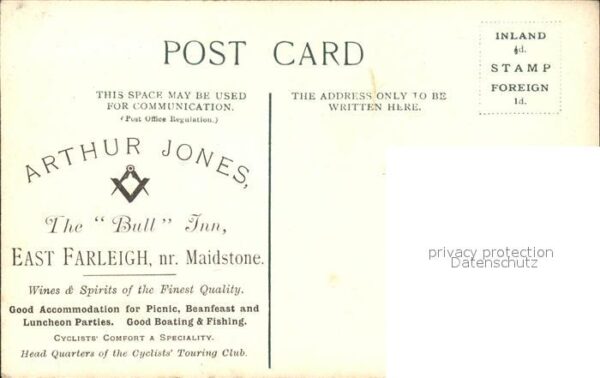 POST CARD
INLAND
½d.
STAMP
FOREIGN
1d.
THIS SPACE MAY BE USED
FOR COMMUNICATION.
(Post Office Regulation.)
THE ADDRESS ONLY TO BE
WRITTEN HERE.
ARTHUR JONES,
The "Bull" Inn,
EAST FARLEIGH, nr. Maidstone.
Wines & Spirits of the Finest Quality.
Good Accommodation for Picnic, Beanfeast and
Luncheon Parties. Good Boating & Fishing.
CYCLISTS' COMFORT A SPECIALITY.
Head Quarters of the Cyclists' Touring Club.
privacy protection
Datenschutz